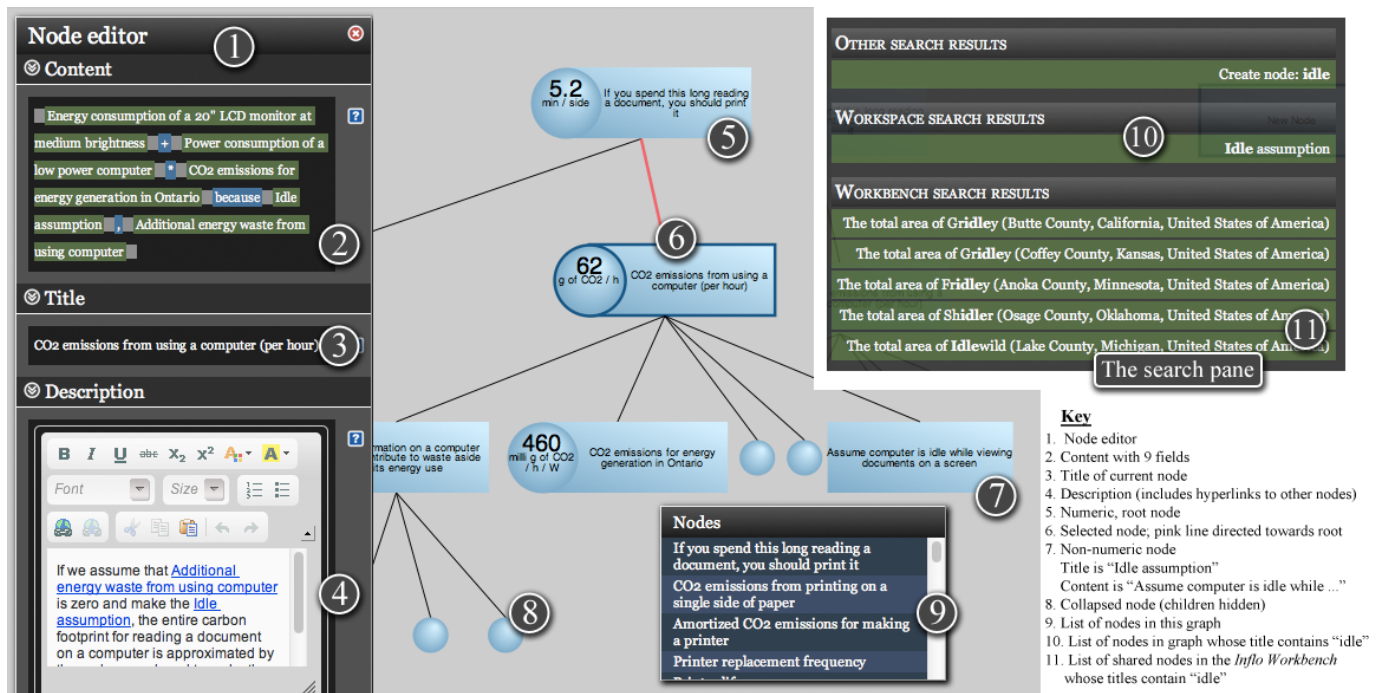 Node editor
1
Content
Energy consumption of a 20" LCD monitor at
medium brightness + Power consumption of a
low power computer * CO2 emissions for
energy generation in Ontario because Idle
assumption , Additional energy waste from
using computer
?
2
Title
CO2 emissions from using a computer (per hour)
3
Description
?
B I U abc X₂ X² A A
Font Size
If we assume that Additional
energy waste from using computer
is zero and make the Idle
assumption, the entire carbon
footprint for reading a document
on a computer is approximated by
4
5.2
min / side
If you spend this long reading
a document, you should print
it
5
6
62
g of CO2 / h
CO2 emissions from using a
computer (per hour)
rmation on a computer
ntribute to waste aside
its energy use
460
milli g of CO2
/ h / W
CO2 emissions for energy
generation in Ontario
Assume computer is idle while viewing
documents on a screen
7
8
Nodes
If you spend this long reading a
document, you should print it
CO2 emissions from printing on a
single side of paper
Amortized CO2 emissions for making
a printer
Printer replacement frequency
9
Other search results
Create node: idle
New Node
Workspace search results
10
Idle assumption
Workbench search results
The total area of Gridley (Butte County, California, United States of America)
The total area of Gridley (Coffey County, Kansas, United States of America)
The total area of Fridley (Anoka County, Minnesota, United States of America)
The total area of Shidler (Osage County, Oklahoma, United States of America)
The total area of Idlewild (Lake County, Michigan, United States of America)
11
The search pane
Key
1. Node editor
2. Content with 9 fields
3. Title of current node
4. Description (includes hyperlinks to other nodes)
5. Numeric, root node
6. Selected node; pink line directed towards root
7. Non-numeric node
Title is “Idle assumption”
Content is “Assume computer is idle while ...”
8. Collapsed node (children hidden)
9. List of nodes in this graph
10. List of nodes in graph whose title contains “idle”
11. List of shared nodes in the Inflo Workbench
whose titles contain “idle”